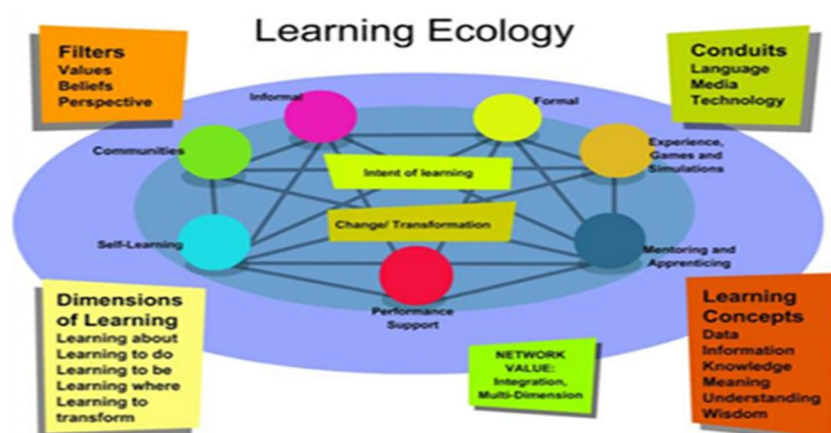 Learning Ecology
Filters
Values
Beliefs
Perspective
Conduits
Language
Media
Technology
Informal
Formal
Communities
Experience,
Games and
Simulations
Intent of learning
Change/ Transformation
Self-Learning
Mentoring and
Apprenticing
Performance
Support
Dimensions
of Learning
Learning about
Learning to do
Learning to be
Learning where
Learning to
transform
NETWORK
VALUE:
Integration,
Multi-Dimension
Learning
Concepts
Data
Information
Knowledge
Meaning
Understanding
Wisdom